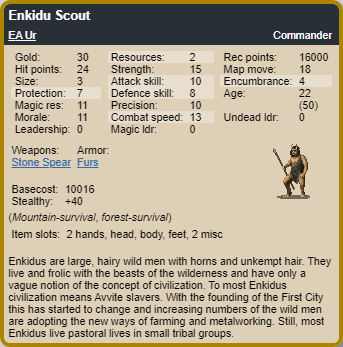 Enkidu Scout
EA Ur Commander
Gold: 30 Resources: 2 Rec points: 16000
Hit points: 24 Strength: 15 Map move: 18
Size: 3 Attack skill: 10 Encumbrance: 4
Protection: 7 Defence skill: 8 Age: 22
Magic res: 11 Precision: 10 (50)
Morale: 11 Combat speed: 13 Undead ldr: 0
Leadership: 0 Magic ldr: 0
Weapons: Armor:
Stone Spear Furs
Basecost: 10016
Stealthy: +40
(Mountain-survival, forest-survival)
Item slots: 2 hands, head, body, feet, 2 misc
Enkidus are large, hairy wild men with horns and unkempt hair. They
live and frolic with the beasts of the wilderness and have only a
vague notion of the concept of civilization. To most Enkidus
civilization means Avvite slavers. With the founding of the First City
this has started to change and increasing numbers of the wild men
are adopting the new ways of farming and metalworking. Still, most
Enkidus live pastoral lives in small tribal groups.